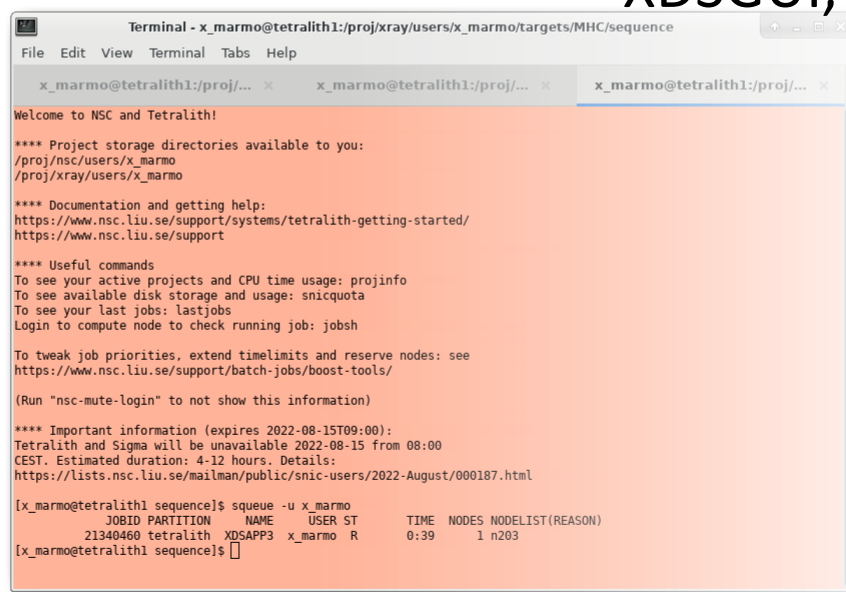 XDSGUI,
Terminal - x_marmo@tetralith1:/proj/xray/users/x_marmo/targets/MHC/sequence
File Edit View Terminal Tabs Help
x_marmo@tetralith1:/proj/... × x_marmo@tetralith1:/proj/... × x_marmo@tetralith1:/proj/... ×
Welcome to NSC and Tetralith!
**** Project storage directories available to you:
/proj/nsc/users/x_marmo
/proj/xray/users/x_marmo
**** Documentation and getting help:
https://www.nsc.liu.se/support/systems/tetralith-getting-started/
https://www.nsc.liu.se/support
**** Useful commands
To see your active projects and CPU time usage: projinfo
To see available disk storage and usage: snicquota
To see your last jobs: lastjobs
Login to compute node to check running job: jobsh
To tweak job priorities, extend timelimits and reserve nodes: see
https://www.nsc.liu.se/support/batch-jobs/boost-tools/
(Run "nsc-mute-login" to not show this information)
**** Important information (expires 2022-08-15T09:00):
Tetralith and Sigma will be unavailable 2022-08-15 from 08:00
CEST. Estimated duration: 4-12 hours. Details:
https://lists.nsc.liu.se/mailman/public/snic-users/2022-August/000187.html
[x_marmo@tetralith1 sequence]$ squeue -u x_marmo
JOBID PARTITION NAME USER ST TIME NODES NODELIST(REASON)
21340460 tetralith XDSAPP3 x_marmo R 0:39 1 n203
[x_marmo@tetralith1 sequence]$